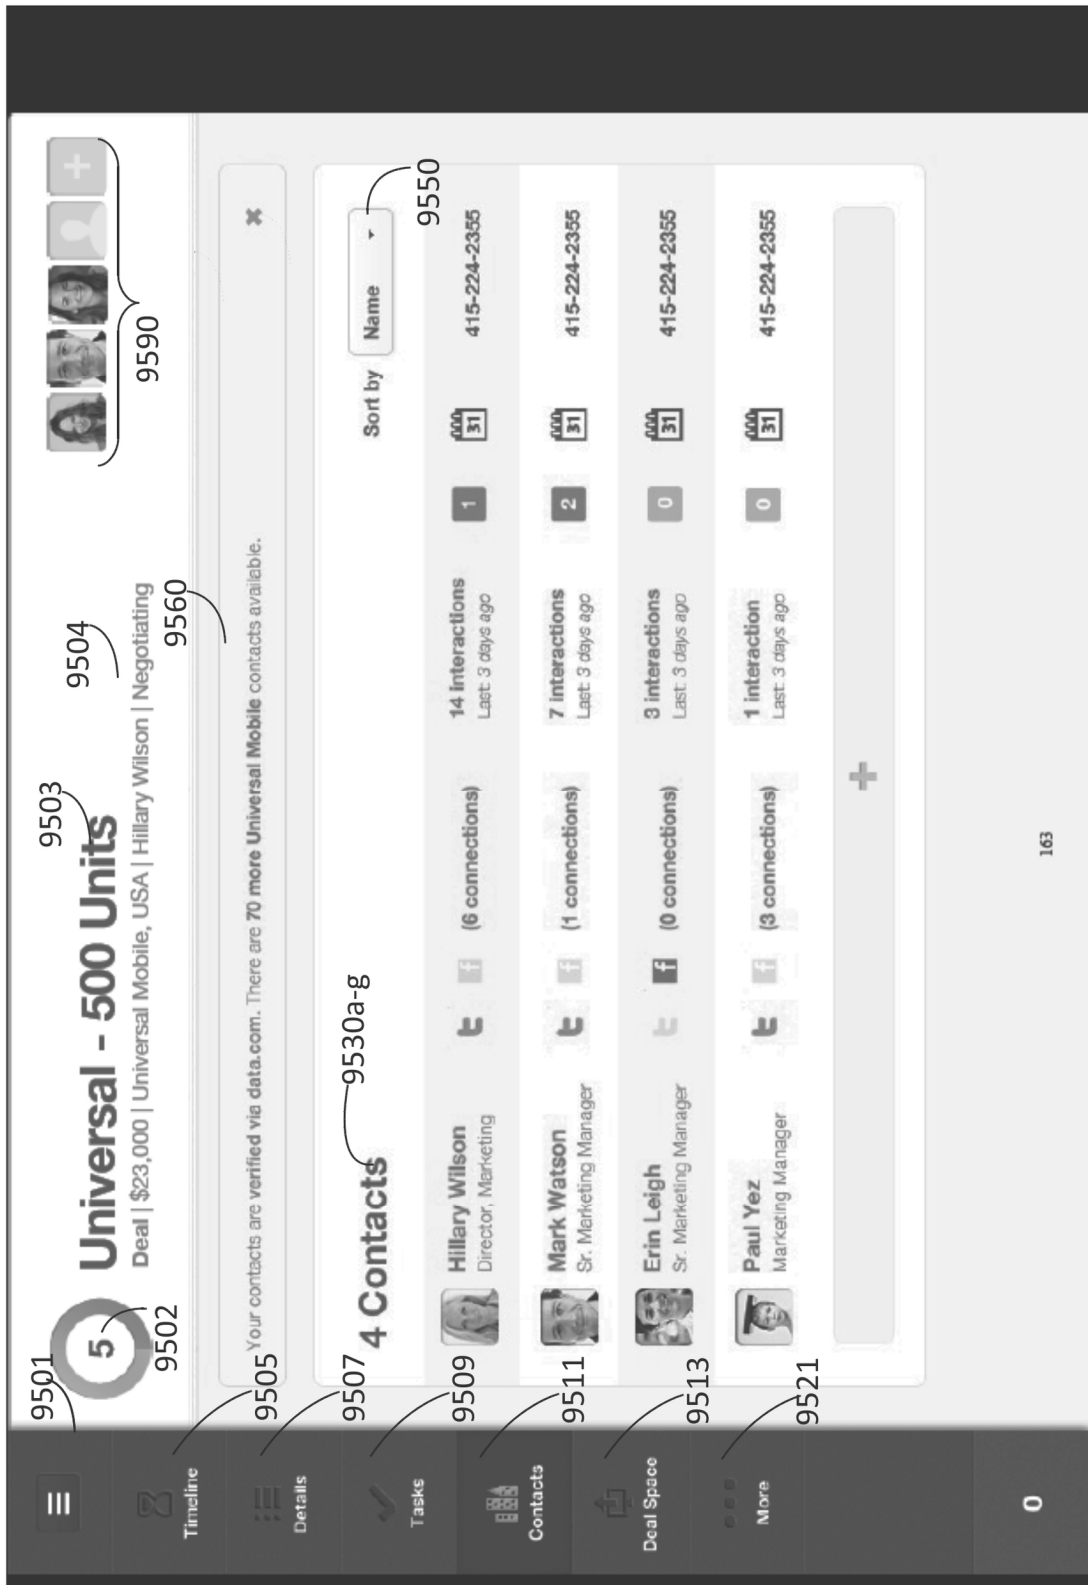 9501
9502
9503
9504
9590
5
Universal - 500 Units
Deal | $23,000 | Universal Mobile, USA | Hillary Wilson | Negotiating
Timeline
9505
Your contacts are verified via data.com. There are 70 more Universal Mobile contacts available.
✖
9560
Details
9507
4 Contacts
9530a-g
Sort by
Name
9550
Tasks
9509
Hillary Wilson
Director, Marketing
(6 connections)
14 interactions
Last: 3 days ago
1
31
415-224-2355
Contacts
9511
Mark Watson
Sr. Marketing Manager
(1 connections)
7 interactions
Last: 3 days ago
2
31
415-224-2355
Deal Space
9513
Erin Leigh
Sr. Marketing Manager
(0 connections)
3 interactions
Last: 3 days ago
0
31
415-224-2355
More
9521
Paul Yez
Marketing Manager
(3 connections)
1 interaction
Last: 3 days ago
0
31
415-224-2355
0
163